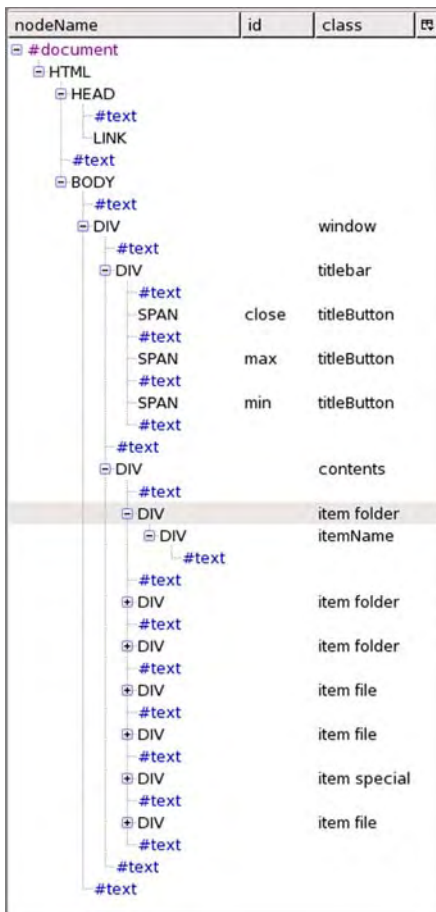 nodeName id class
#document
HTML
HEAD
#text
LINK
#text
BODY
#text
DIV window
#text
DIV titlebar
#text
SPAN close titleButton
#text
SPAN max titleButton
#text
SPAN min titleButton
#text
#text
DIV contents
#text
DIV item folder
DIV itemName
#text
#text
DIV item folder
#text
DIV item folder
#text
DIV item file
#text
DIV item file
#text
DIV item special
#text
DIV item file
#text
#text
#text